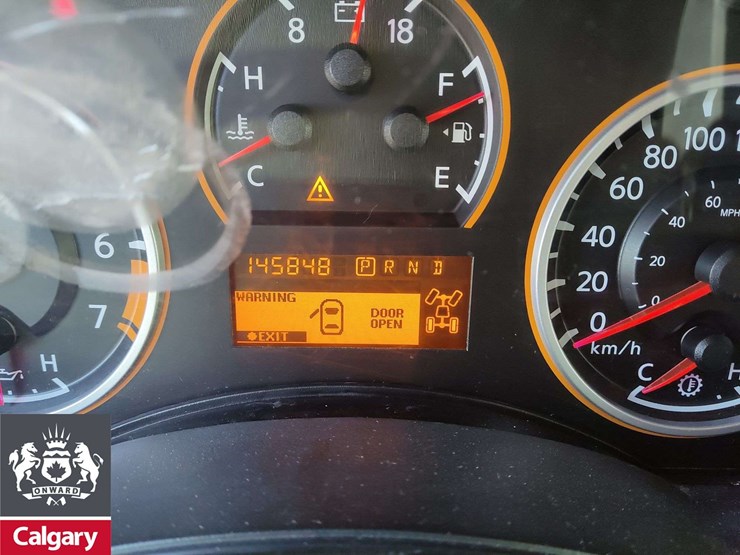 8 18
H F
C E
145848 P R N D
WARNING
DOOR
OPEN
EXIT
6
7
H
100
80
60
40
20
0
km/h
60
MPH
40
20
0
C H
ONWARD
Calgary